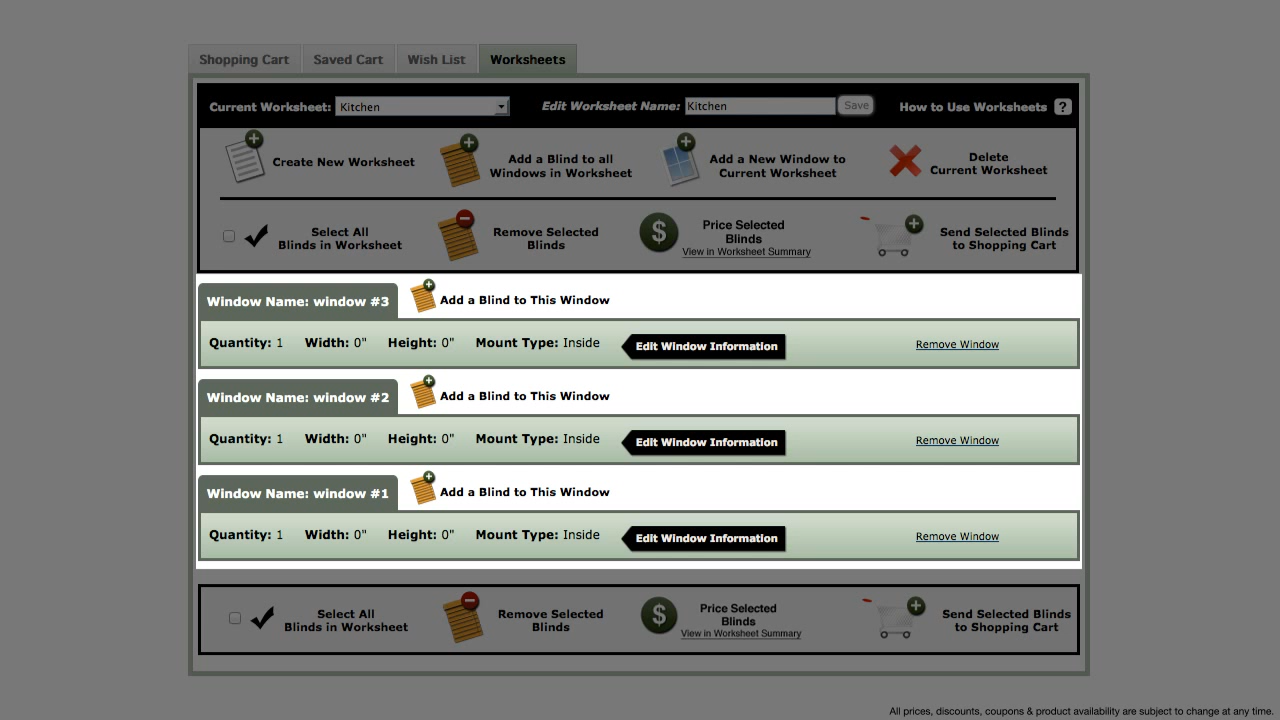 Shopping Cart Saved Cart Wish List Worksheets
Current Worksheet: Kitchen Edit Worksheet Name: Kitchen Save How to Use Worksheets ?
Create New Worksheet
Add a Blind to all
Windows in Worksheet
Add a New Window to
Current Worksheet
Delete
Current Worksheet
Select All
Blinds in Worksheet
Remove Selected
Blinds
$
Price Selected
Blinds
View in Worksheet Summary
Send Selected Blinds
to Shopping Cart
Window Name: window #3 Add a Blind to This Window
Quantity: 1 Width: 0" Height: 0" Mount Type: Inside Edit Window Information Remove Window
Window Name: window #2 Add a Blind to This Window
Quantity: 1 Width: 0" Height: 0" Mount Type: Inside Edit Window Information Remove Window
Window Name: window #1 Add a Blind to This Window
Quantity: 1 Width: 0" Height: 0" Mount Type: Inside Edit Window Information Remove Window
Select All
Blinds in Worksheet
Remove Selected
Blinds
$
Price Selected
Blinds
View in Worksheet Summary
Send Selected Blinds
to Shopping Cart
All prices, discounts, coupons & product availability are subject to change at any time.